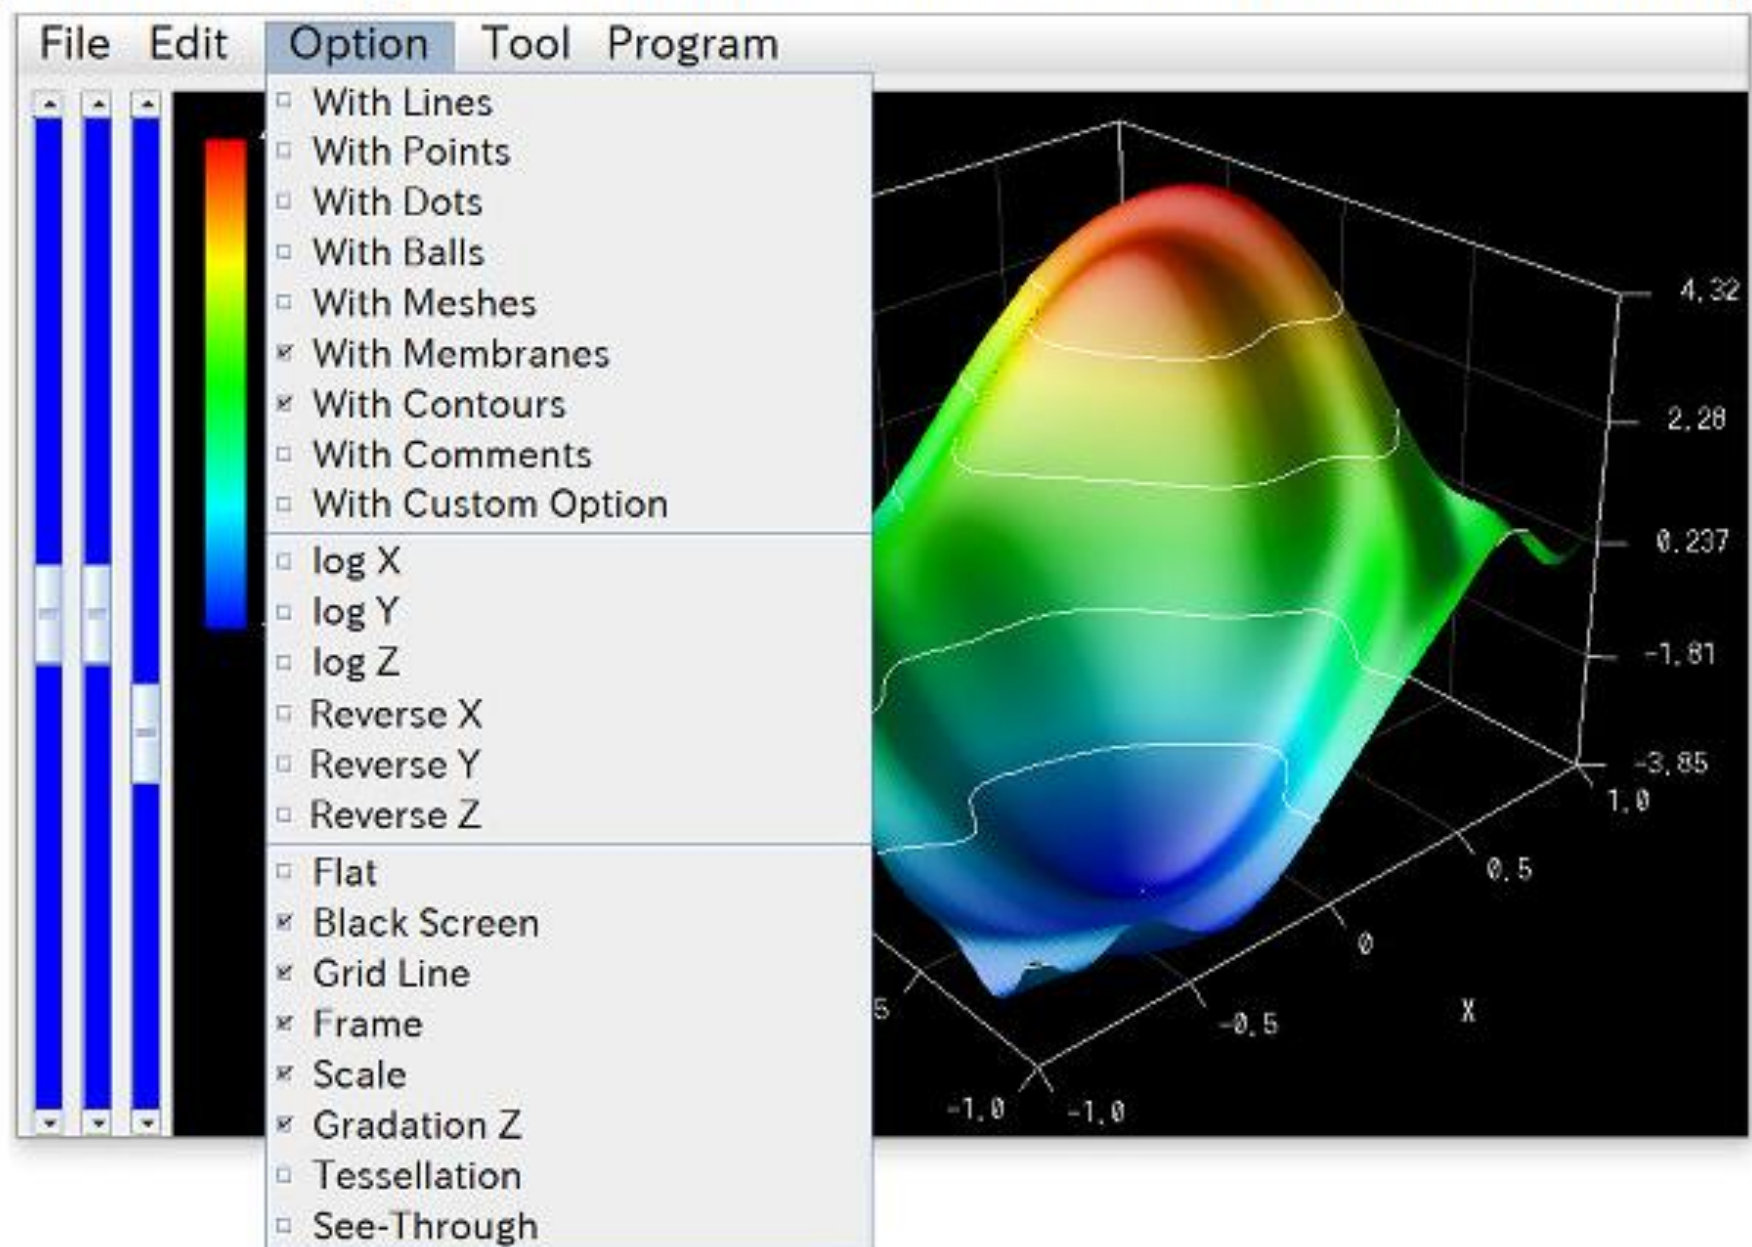 File Edit Option Tool Program
With Lines
With Points
With Dots
With Balls
With Meshes
With Membranes
With Contours
With Comments
With Custom Option
log X
log Y
log Z
Reverse X
Reverse Y
Reverse Z
Flat
Black Screen
Grid Line
Frame
Scale
Gradation Z
Tessellation
See-Through
4.32
2.28
0.237
-1.81
-3.85
1.0
0.5
0
X
-0.5
-1.0
-1.0
5